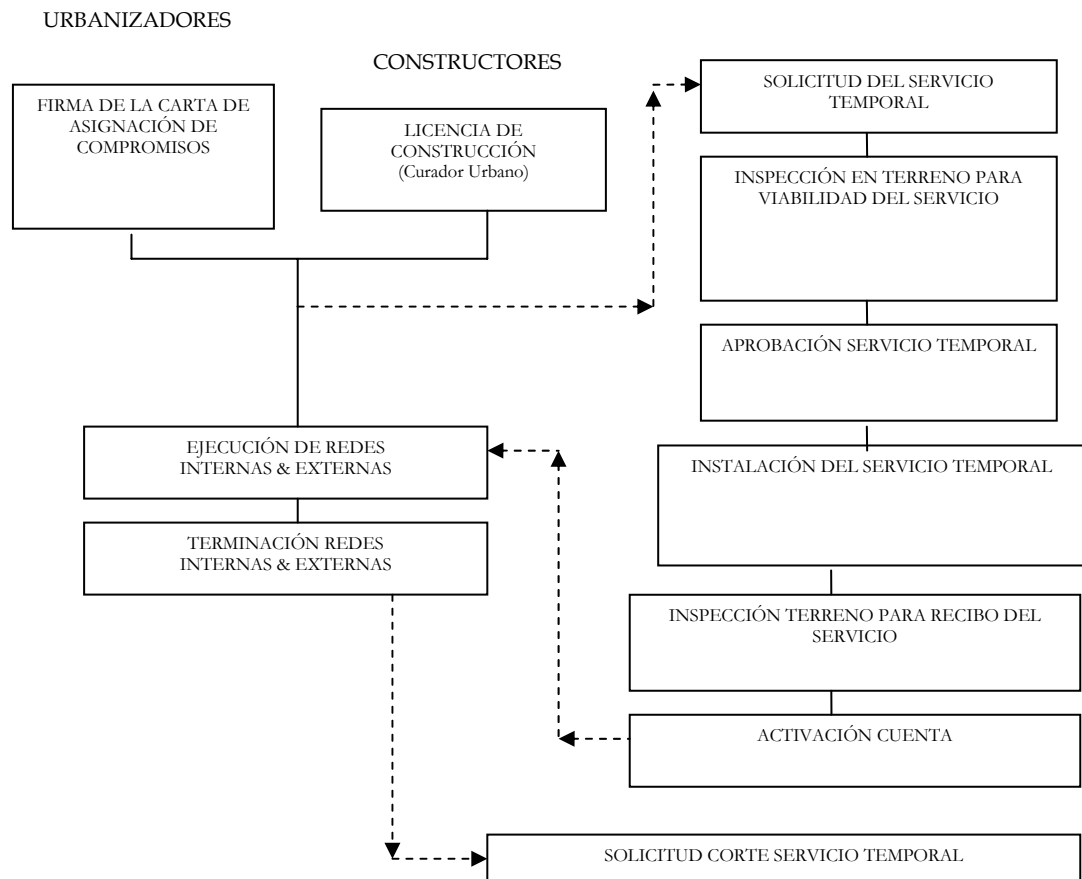 URBANIZADORES
CONSTRUCTORES
FIRMA DE LA CARTA DE
ASIGNACIÓN DE
COMPROMISOS
LICENCIA DE
CONSTRUCCIÓN
(Curador Urbano)
SOLICITUD DEL SERVICIO
TEMPORAL
INSPECCIÓN EN TERRENO PARA
VIABILIDAD DEL SERVICIO
APROBACIÓN SERVICIO TEMPORAL
EJECUCIÓN DE REDES
INTERNAS & EXTERNAS
INSTALACIÓN DEL SERVICIO TEMPORAL
TERMINACIÓN REDES
INTERNAS & EXTERNAS
INSPECCIÓN TERRENO PARA RECIBO DEL
SERVICIO
ACTIVACIÓN CUENTA
SOLICITUD CORTE SERVICIO TEMPORAL